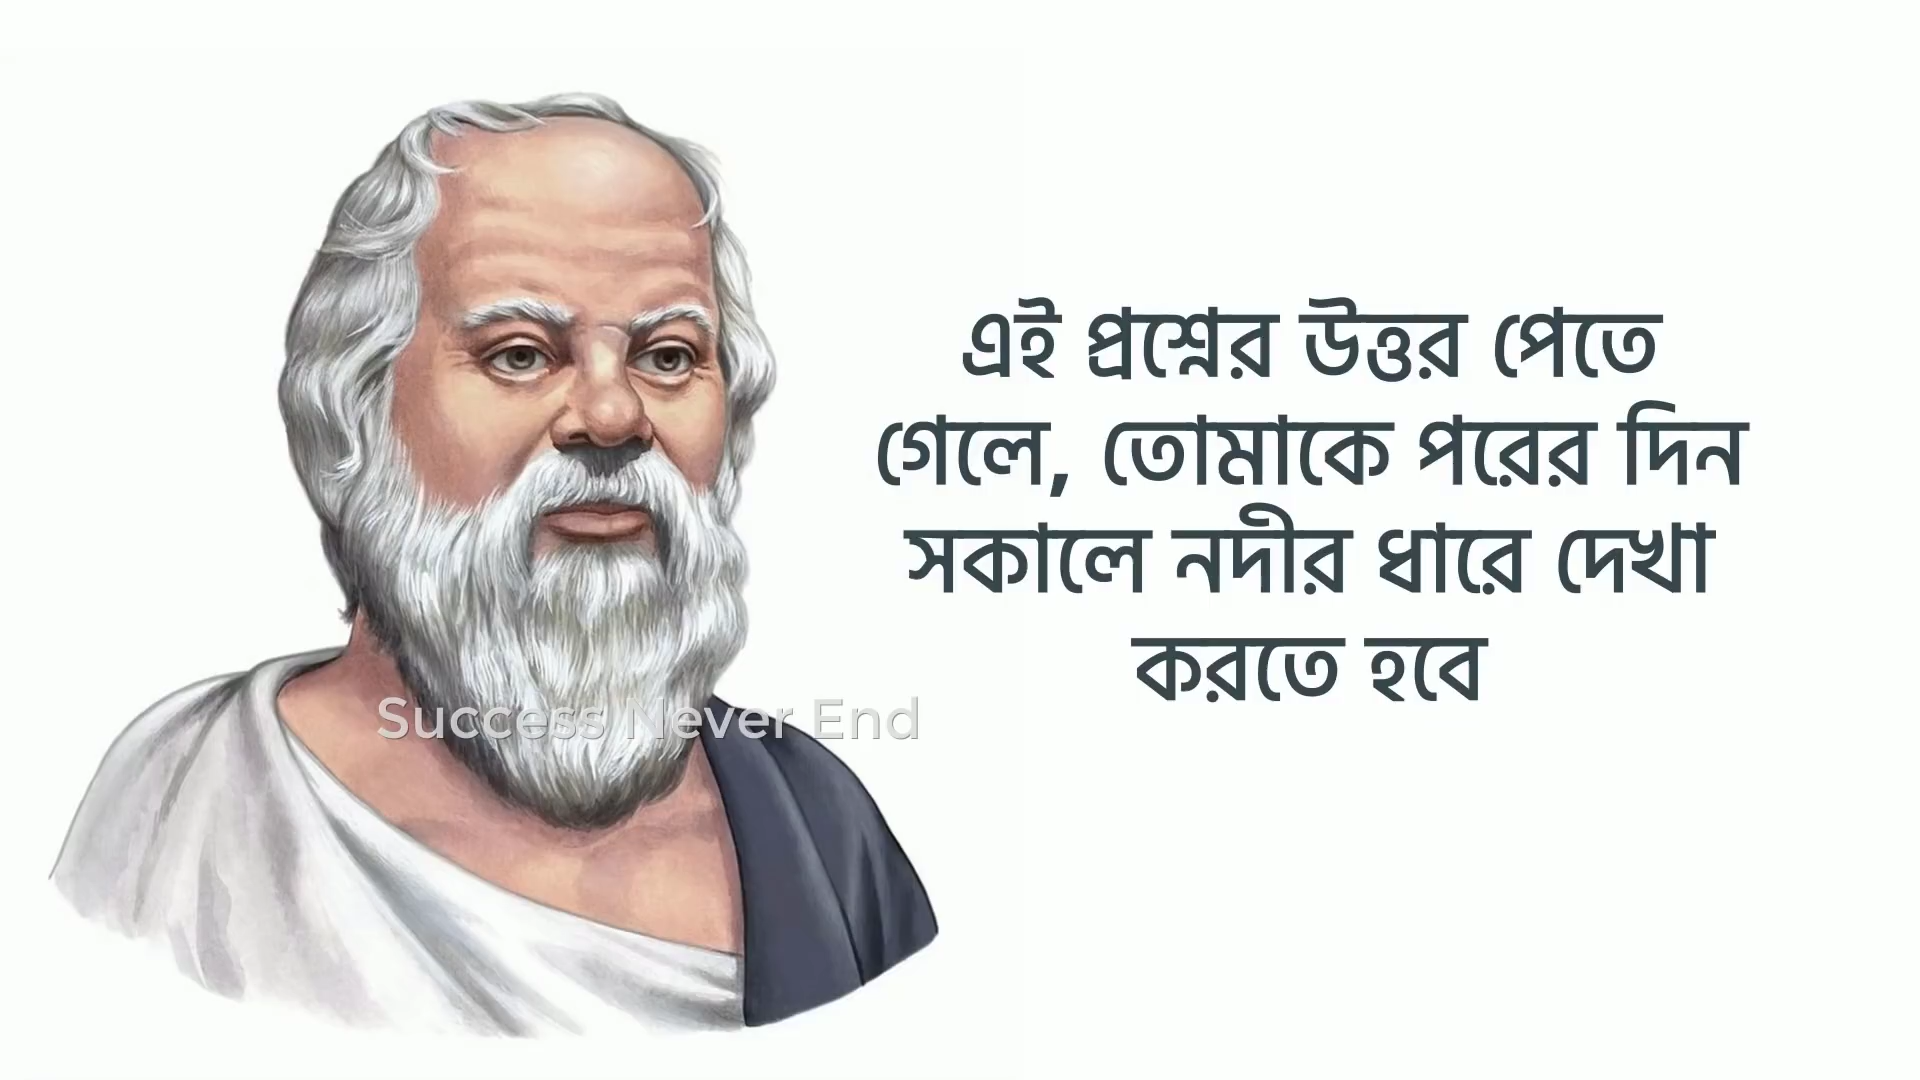 এই প্রশ্নের উত্তর পেতে
গেলে, তোমাকে পরের দিন
সকালে নদীর ধারে দেখা
করতে হবে
Success Never End